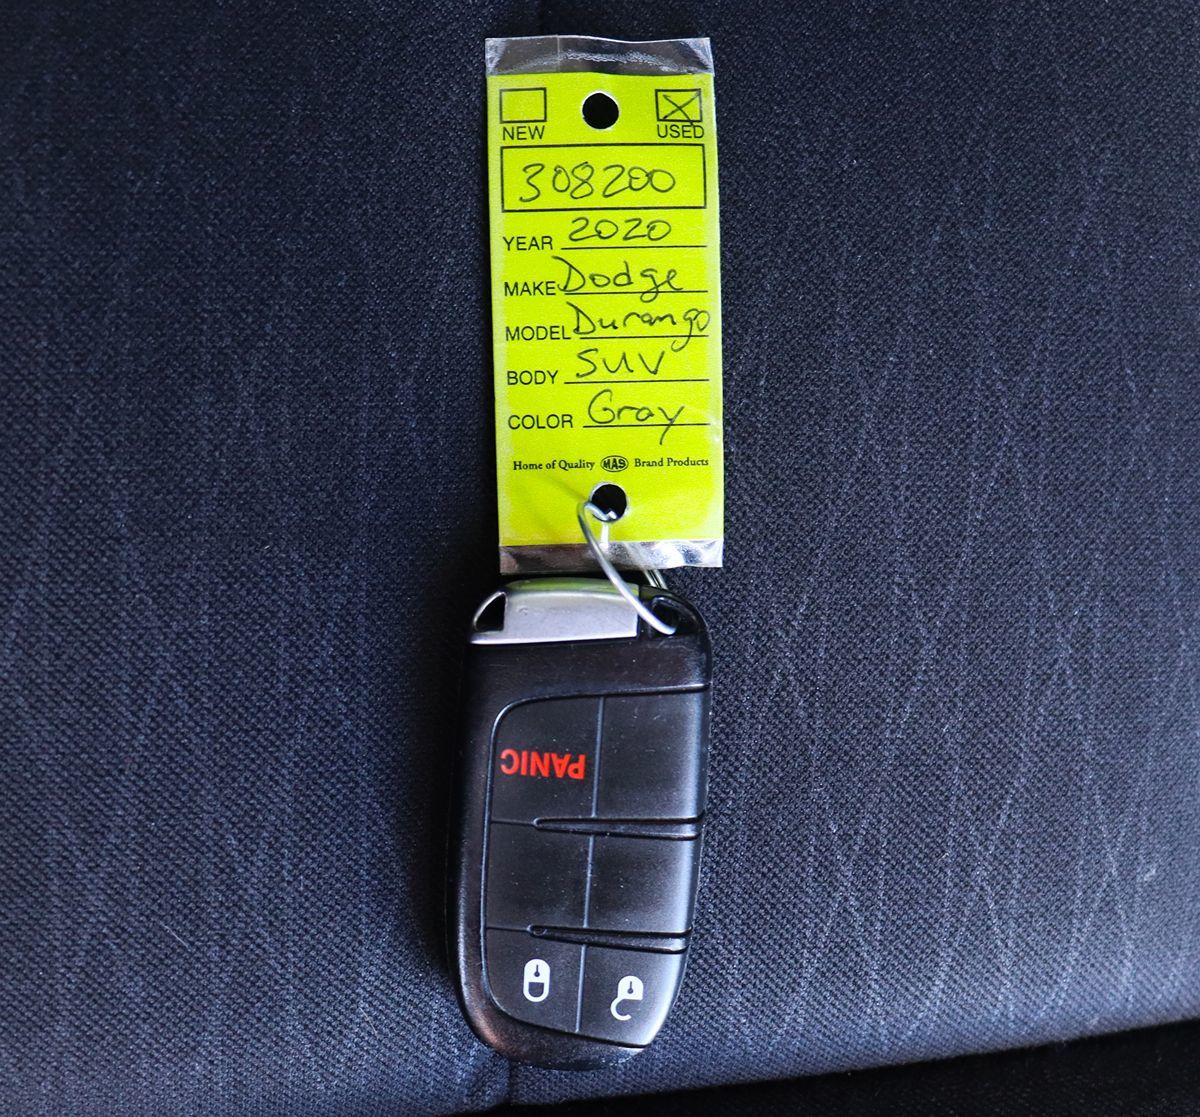 NEW USED
308200
YEAR 2020
MAKE Dodge
MODEL Durango
BODY SUV
COLOR Gray
Home of Quality MAS Brand Products
PANIC